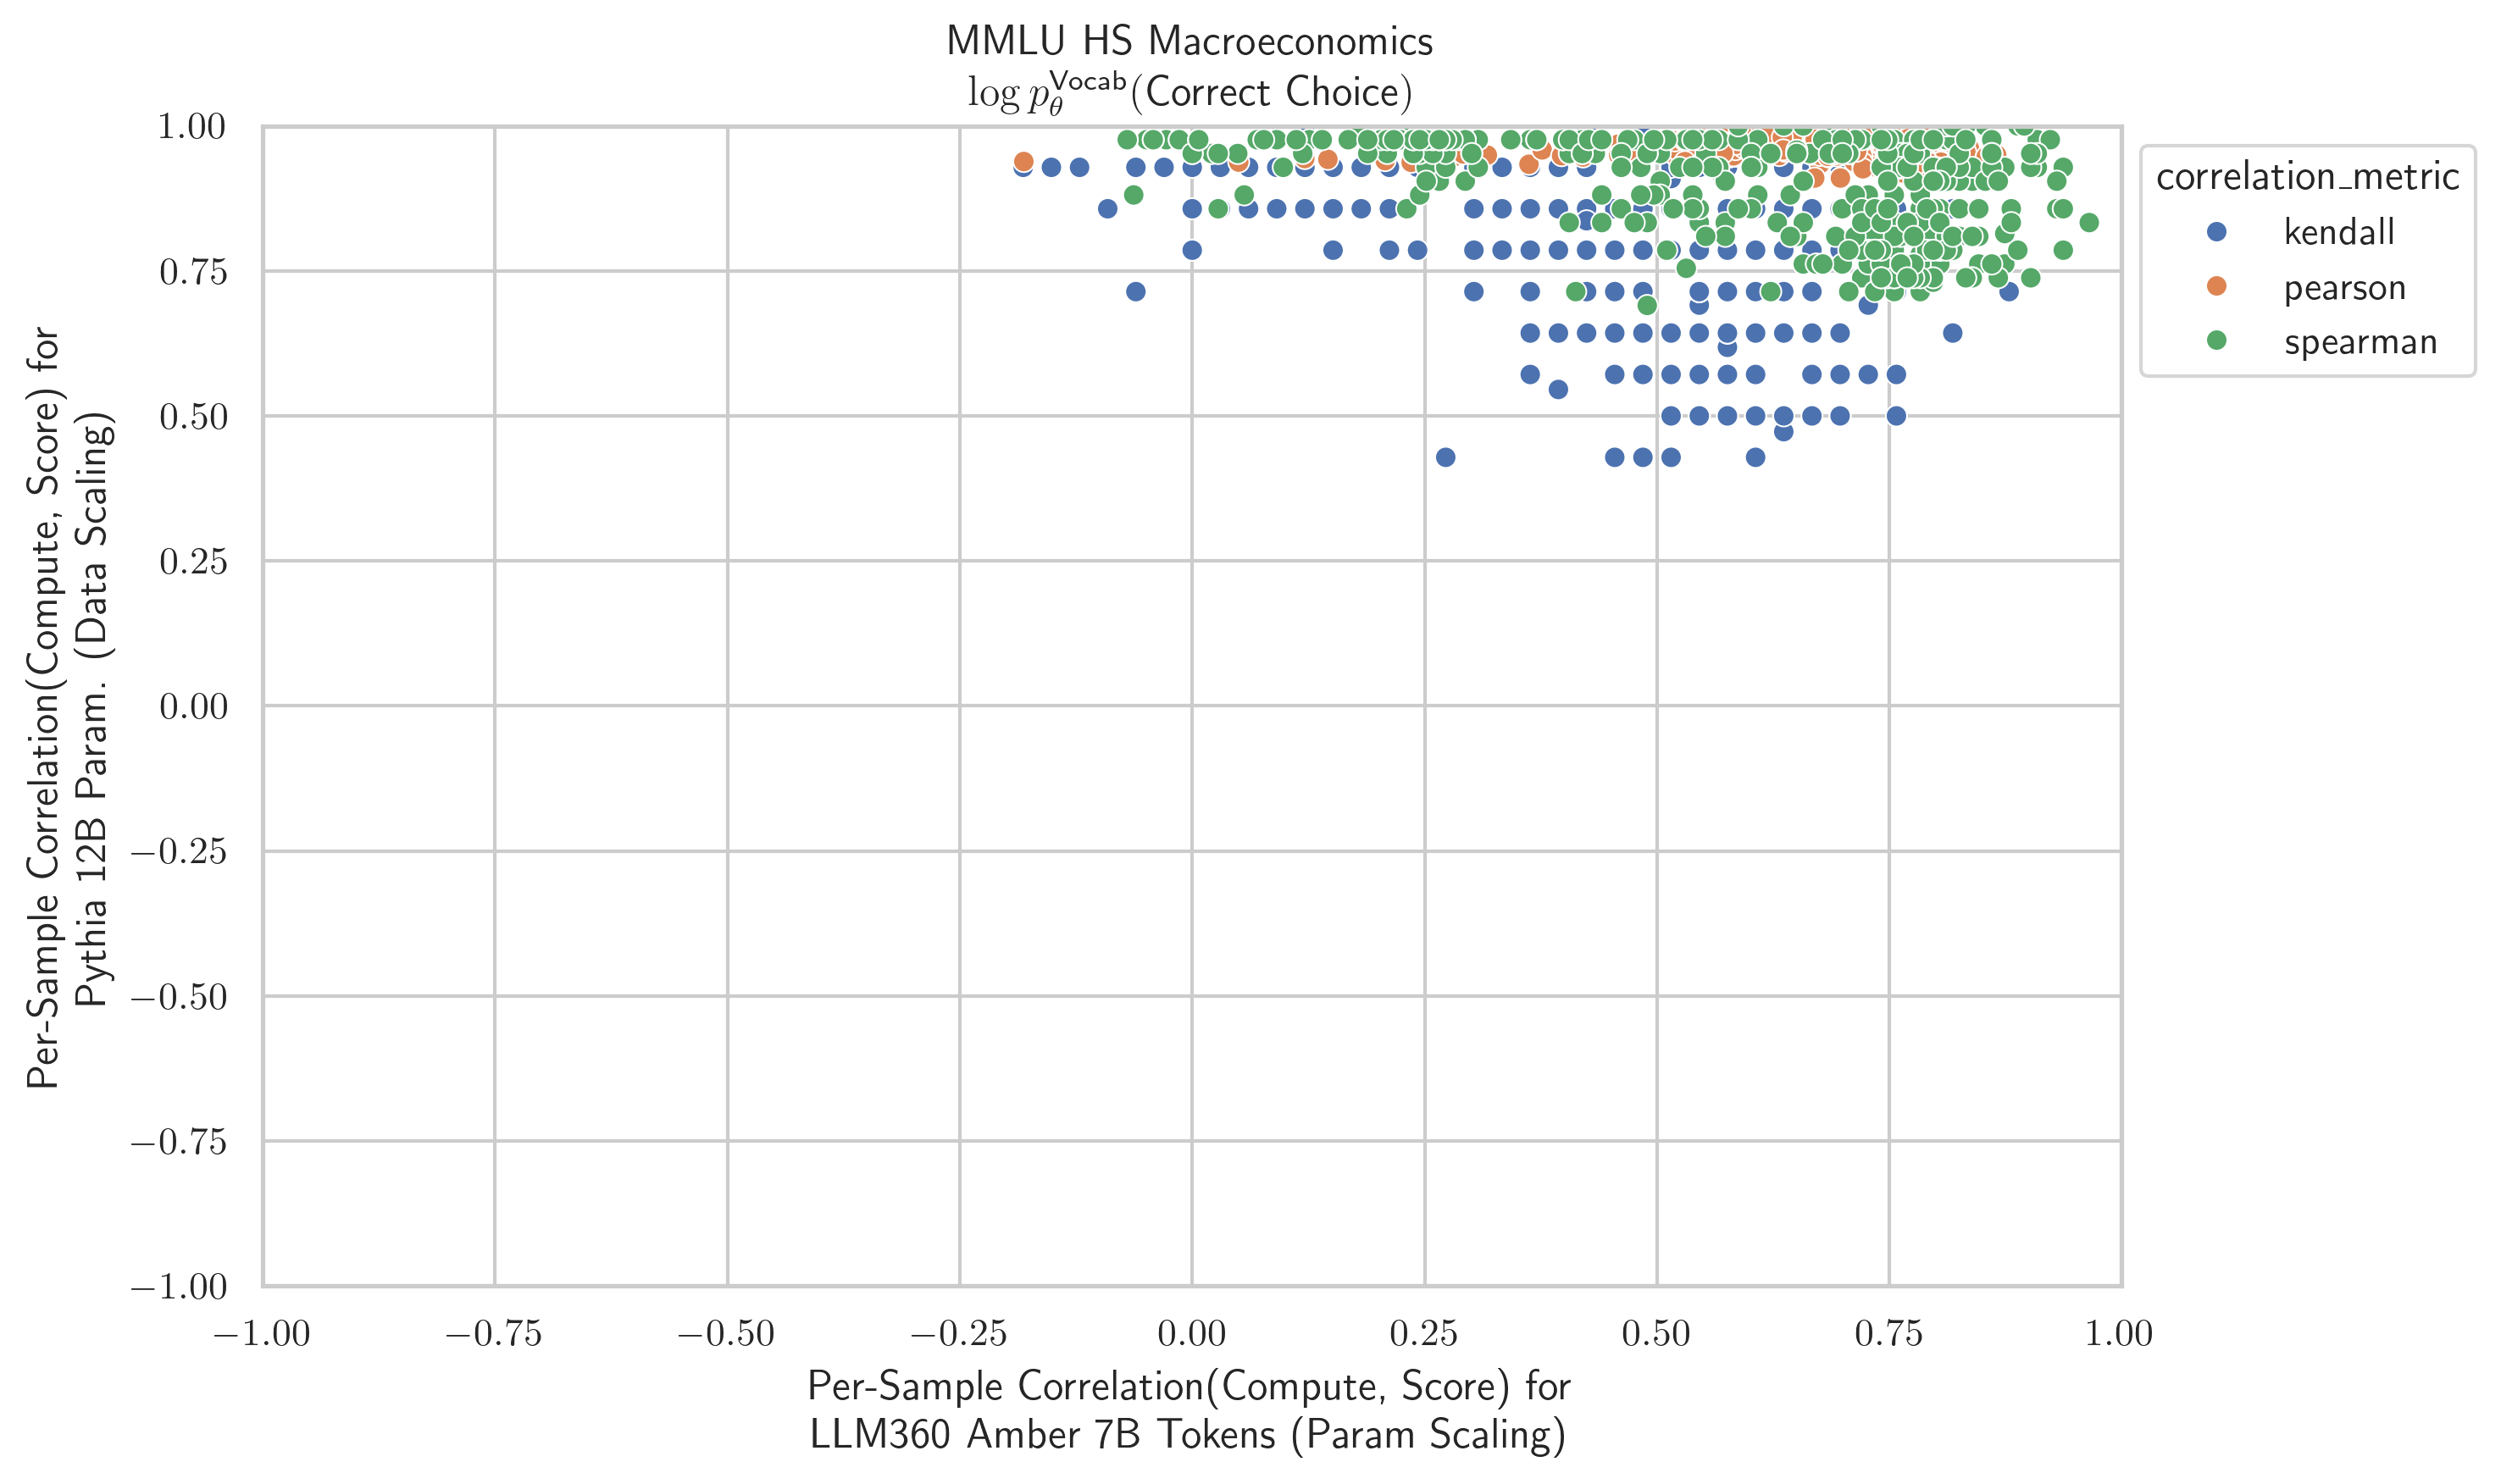 MMLU HS Macroeconomics
log p_θ^Vocab(Correct Choice)
Per-Sample Correlation(Compute, Score) for
Pythia 12B Param. (Data Scaling)
1.00
0.75
0.50
0.25
0.00
−0.25
−0.50
−0.75
−1.00
−1.00 −0.75 −0.50 −0.25 0.00 0.25 0.50 0.75 1.00
Per-Sample Correlation(Compute, Score) for
LLM360 Amber 7B Tokens (Param Scaling)
correlation_metric
kendall
pearson
spearman